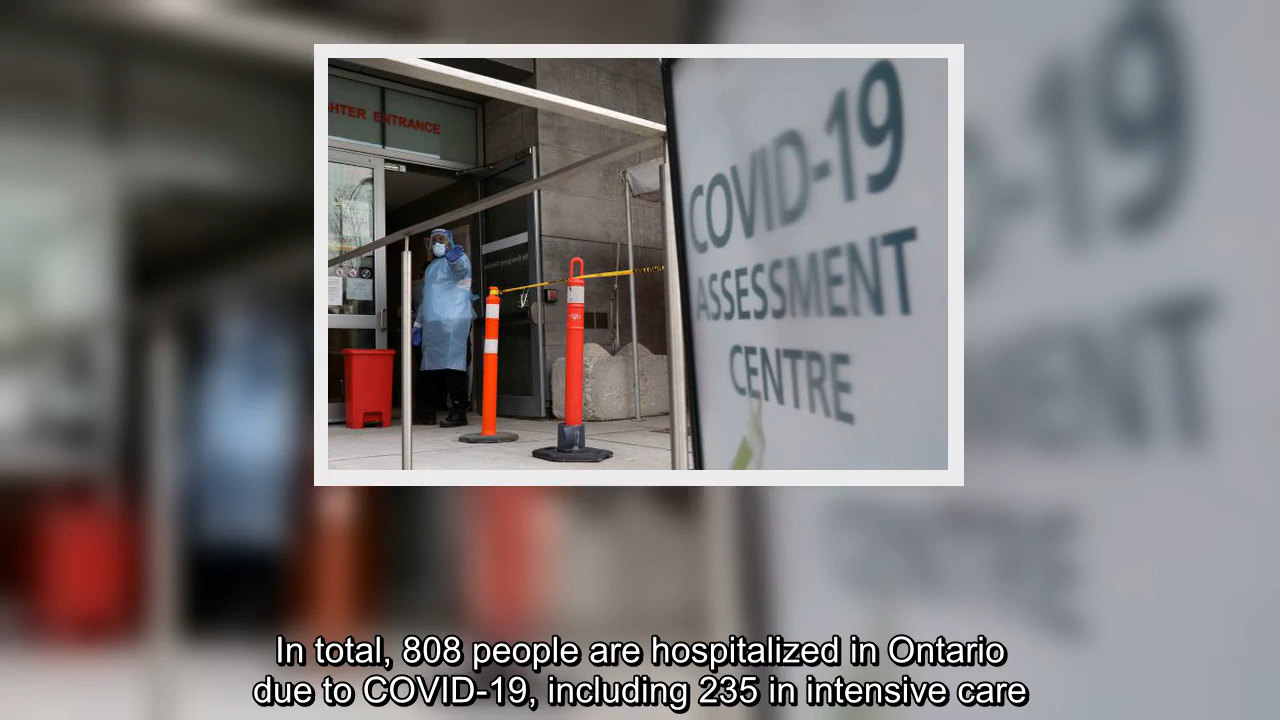 ENTRANCE
COVID-19
ASSESSMENT
CENTRE
In total, 808 people are hospitalized in Ontario
due to COVID-19, including 235 in intensive care